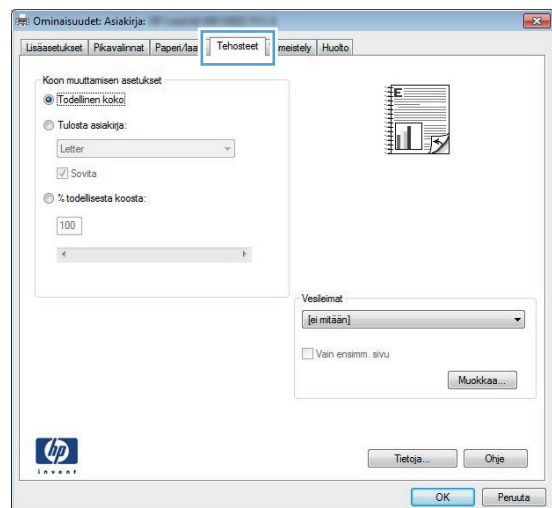 Ominaisuudet: Asiakirja:
Lisäasetukset Pikavalinnat Paperi/laa Tehosteet meistely Huolto
Koon muuttamisen asetukset
Todellinen koko
Tulosta asiakirja:
Letter
Sovita
% todellisesta koosta:
100
E
Vesileimat
[ei mitään]
Vain ensimm. sivu
Muokkaa...
hp
invent
Tietoja... Ohje
OK Peruuta